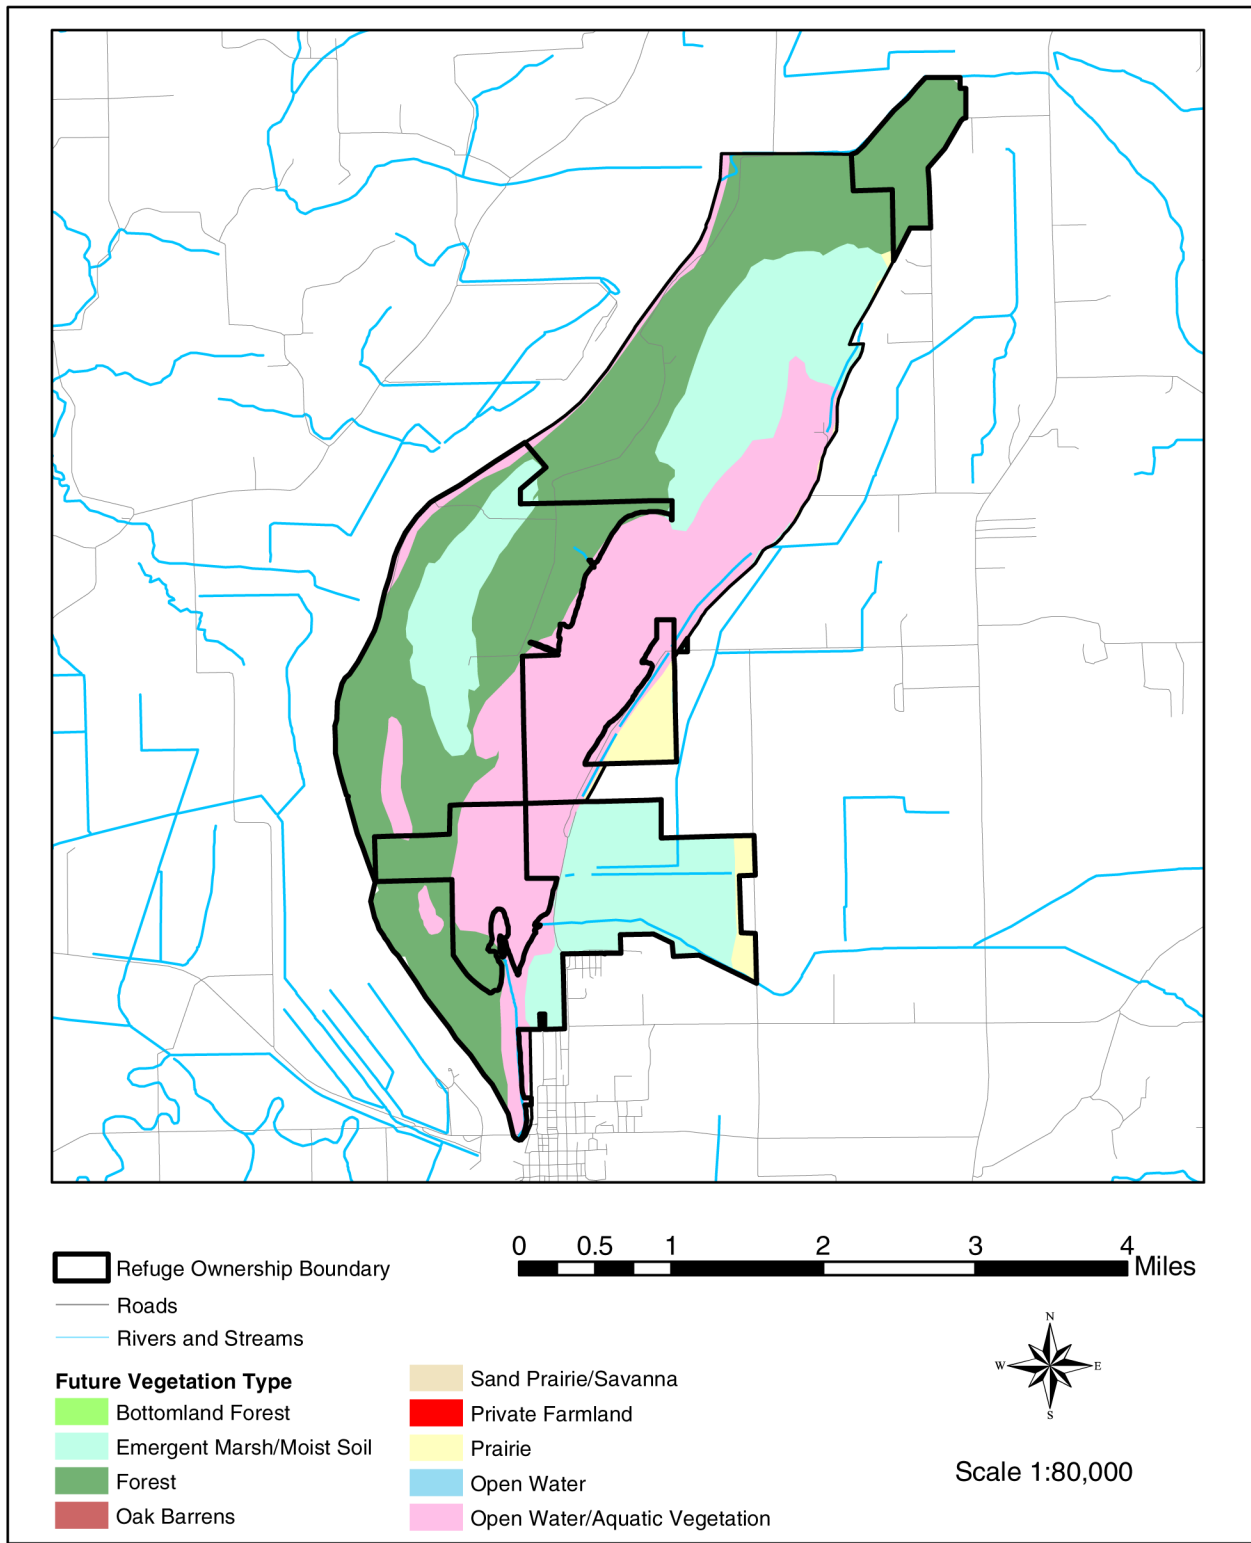 0 0.5 1 2 3 4
Miles
Refuge Ownership Boundary
Roads
Rivers and Streams
Future Vegetation Type
Bottomland Forest
Emergent Marsh/Moist Soil
Forest
Oak Barrens
Sand Prairie/Savanna
Private Farmland
Prairie
Open Water
Open Water/Aquatic Vegetation
N
W E
S
Scale 1:80,000